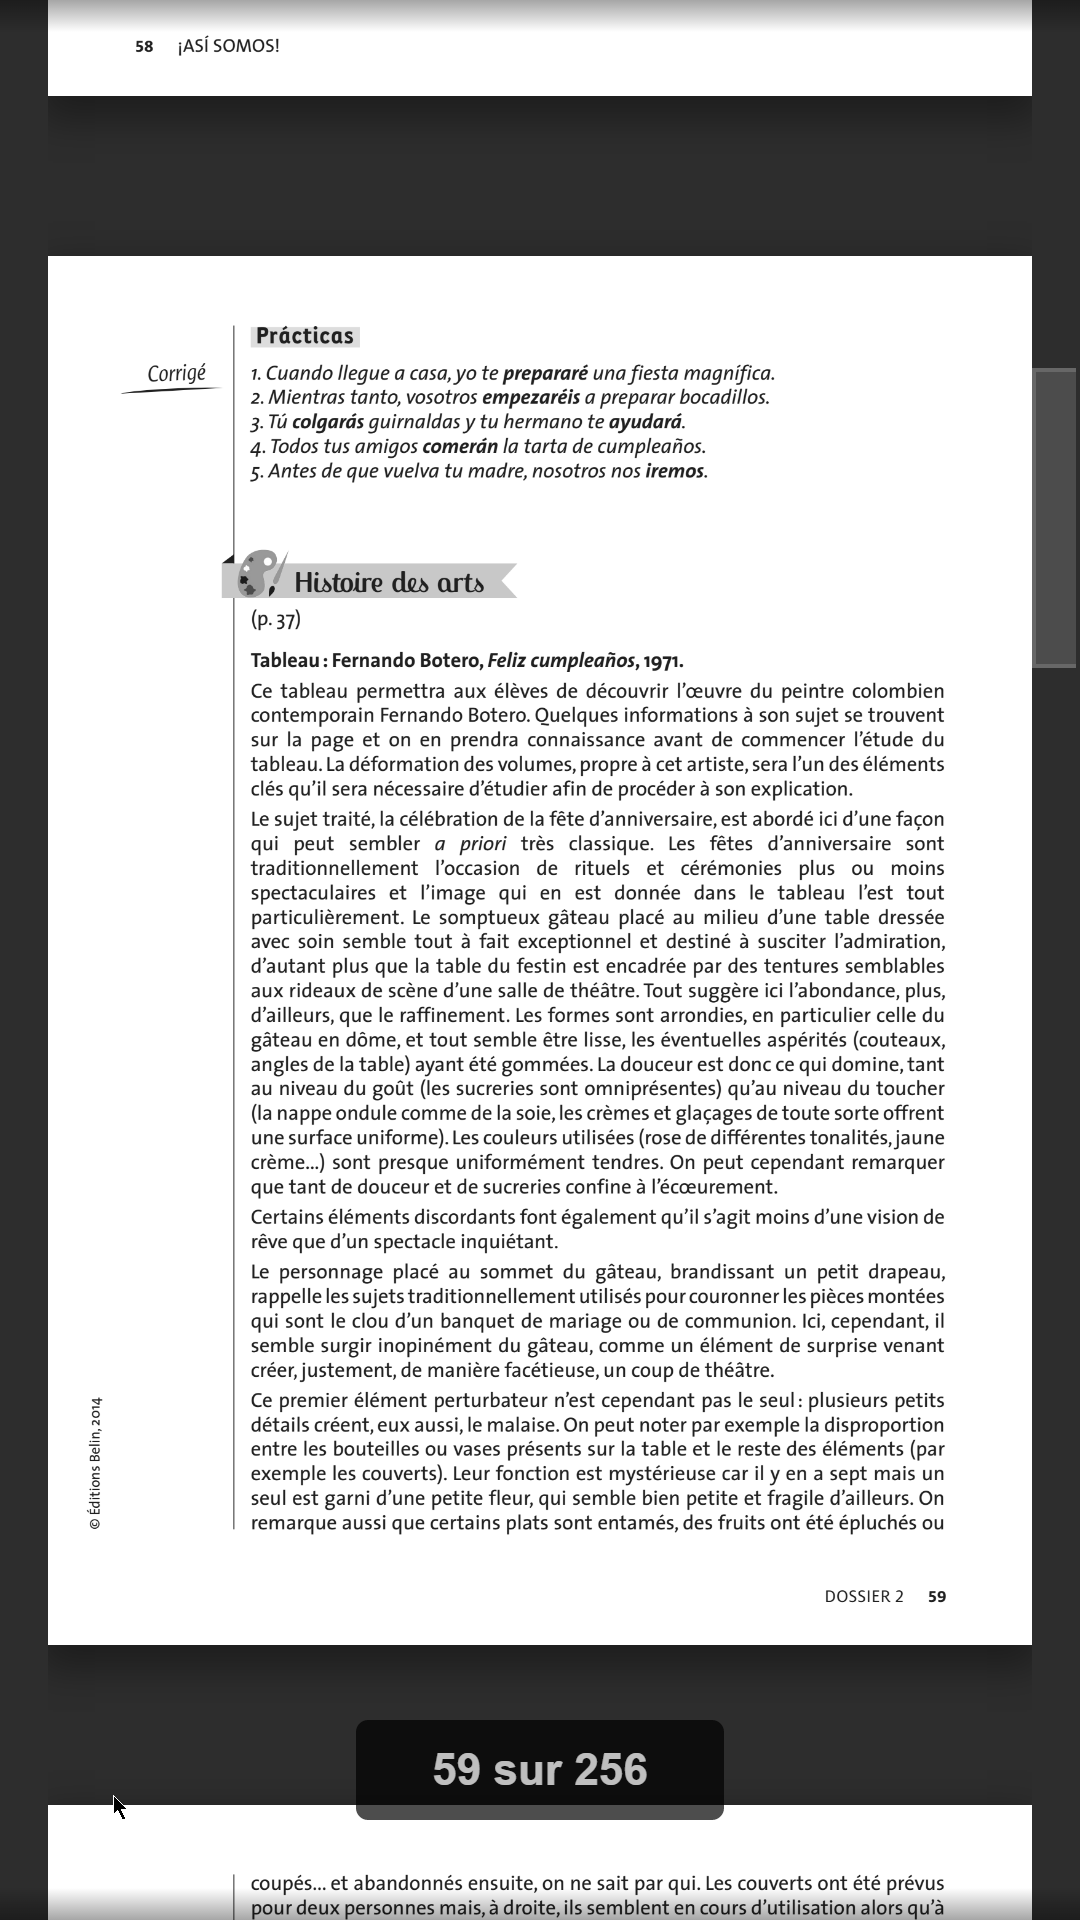 58 ¡ASÍ SOMOS!
Prácticas
Corrigé
1. Cuando llegue a casa, yo te prepararé una fiesta magnífica.
2. Mientras tanto, vosotros empezaréis a preparar bocadillos.
3. Tú colgarás guirnaldas y tu hermano te ayudará.
4. Todos tus amigos comerán la tarta de cumpleaños.
5. Antes de que vuelva tu madre, nosotros nos iremos.
Histoire des arts
(p. 37)
Tableau : Fernando Botero, Feliz cumpleaños, 1971.
Ce tableau permettra aux élèves de découvrir l’œuvre du peintre colombien
contemporain Fernando Botero. Quelques informations à son sujet se trouvent
sur la page et on en prendra connaissance avant de commencer l’étude du
tableau. La déformation des volumes, propre à cet artiste, sera l’un des éléments
clés qu’il sera nécessaire d’étudier afin de procéder à son explication.
Le sujet traité, la célébration de la fête d’anniversaire, est abordé ici d’une façon
qui peut sembler a priori très classique. Les fêtes d’anniversaire sont
traditionnellement l’occasion de rituels et cérémonies plus ou moins
spectaculaires et l’image qui en est donnée dans le tableau l’est tout
particulièrement. Le somptueux gâteau placé au milieu d’une table dressée
avec soin semble tout à fait exceptionnel et destiné à susciter l’admiration,
d’autant plus que la table du festin est encadrée par des tentures semblables
aux rideaux de scène d’une salle de théâtre. Tout suggère ici l’abondance, plus,
d’ailleurs, que le raffinement. Les formes sont arrondies, en particulier celle du
gâteau en dôme, et tout semble être lisse, les éventuelles aspérités (couteaux,
angles de la table) ayant été gommées. La douceur est donc ce qui domine, tant
au niveau du goût (les sucreries sont omniprésentes) qu’au niveau du toucher
(la nappe ondule comme de la soie, les crèmes et glaçages de toute sorte offrent
une surface uniforme). Les couleurs utilisées (rose de différentes tonalités, jaune
crème...) sont presque uniformément tendres. On peut cependant remarquer
que tant de douceur et de sucreries confine à l’écœurement.
Certains éléments discordants font également qu’il s’agit moins d’une vision de
rêve que d’un spectacle inquiétant.
Le personnage placé au sommet du gâteau, brandissant un petit drapeau,
rappelle les sujets traditionnellement utilisés pour couronner les pièces montées
qui sont le clou d’un banquet de mariage ou de communion. Ici, cependant, il
semble surgir inopinément du gâteau, comme un élément de surprise venant
créer, justement, de manière facétieuse, un coup de théâtre.
Ce premier élément perturbateur n’est cependant pas le seul : plusieurs petits
détails créent, eux aussi, le malaise. On peut noter par exemple la disproportion
entre les bouteilles ou vases présents sur la table et le reste des éléments (par
exemple les couverts). Leur fonction est mystérieuse car il y en a sept mais un
seul est garni d’une petite fleur, qui semble bien petite et fragile d’ailleurs. On
remarque aussi que certains plats sont entamés, des fruits ont été épluchés ou
© Éditions Belin, 2014
DOSSIER 2 59
59 sur 256
coupés... et abandonnés ensuite, on ne sait par qui. Les couverts ont été prévus
pour deux personnes mais, à droite, ils semblent en cours d’utilisation alors qu’à